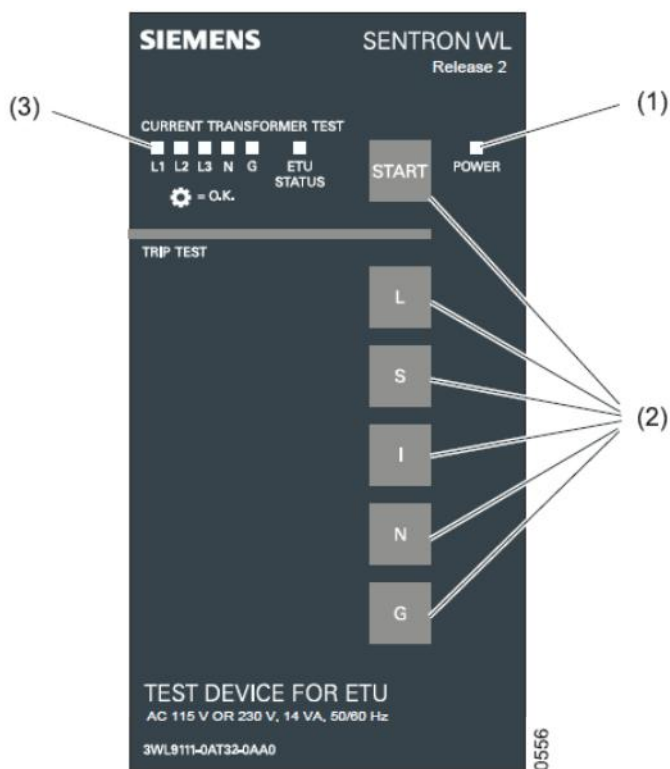 SIEMENS SENTRON WL
Release 2
(3)
(1)
CURRENT TRANSFORMER TEST
L1 L2 L3 N G ETU STATUS
START
POWER
= O.K.
TRIP TEST
L
S
I
N
G
(2)
TEST DEVICE FOR ETU
AC 115 V OR 230 V, 14 VA, 50/60 Hz
3WL9111-0AT32-0AA0
0556